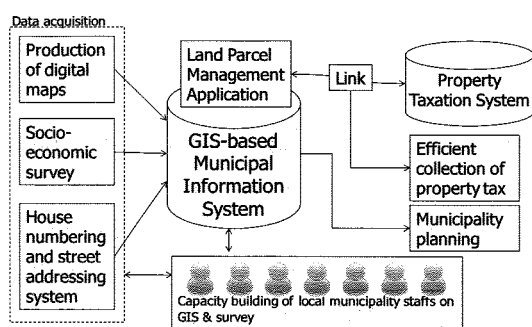 Data acquisition
Production
of digital
maps
Socio-
economic
survey
House
numbering
and street
addressing
system
Land Parcel
Management
Application
GIS-based
Municipal
Information
System
Link
Property
Taxation System
Efficient
collection of
property tax
Municipality
planning
Capacity building of local municipality staffs on
GIS & survey